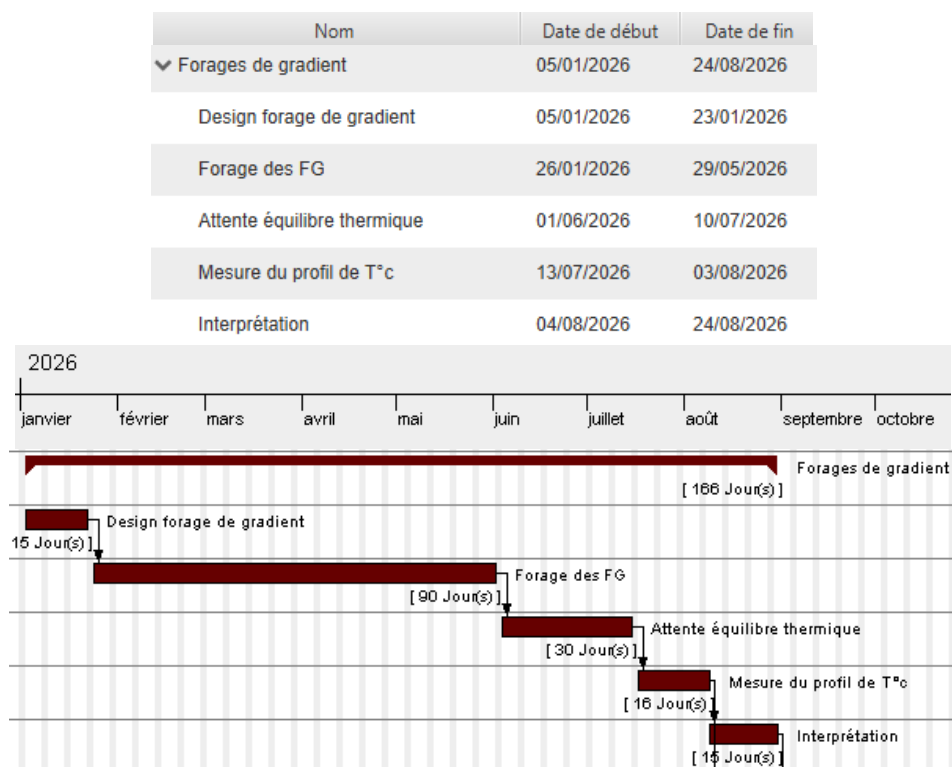 Nom Date de début Date de fin
Forages de gradient 05/01/2026 24/08/2026
Design forage de gradient 05/01/2026 23/01/2026
Forage des FG 26/01/2026 29/05/2026
Attente équilibre thermique 01/06/2026 10/07/2026
Mesure du profil de T°c 13/07/2026 03/08/2026
Interprétation 04/08/2026 24/08/2026
2026
janvier février mars avril mai juin juillet août septembre octobre
Forages de gradient
[ 166 Jour(s) ]
Design forage de gradient
15 Jour(s) ]
Forage des FG
[ 90 Jour(s) ]
Attente équilibre thermique
[ 30 Jour(s) ]
Mesure du profil de T°c
[ 16 Jour(s) ]
Interprétation
[ 15 Jour(s) ]